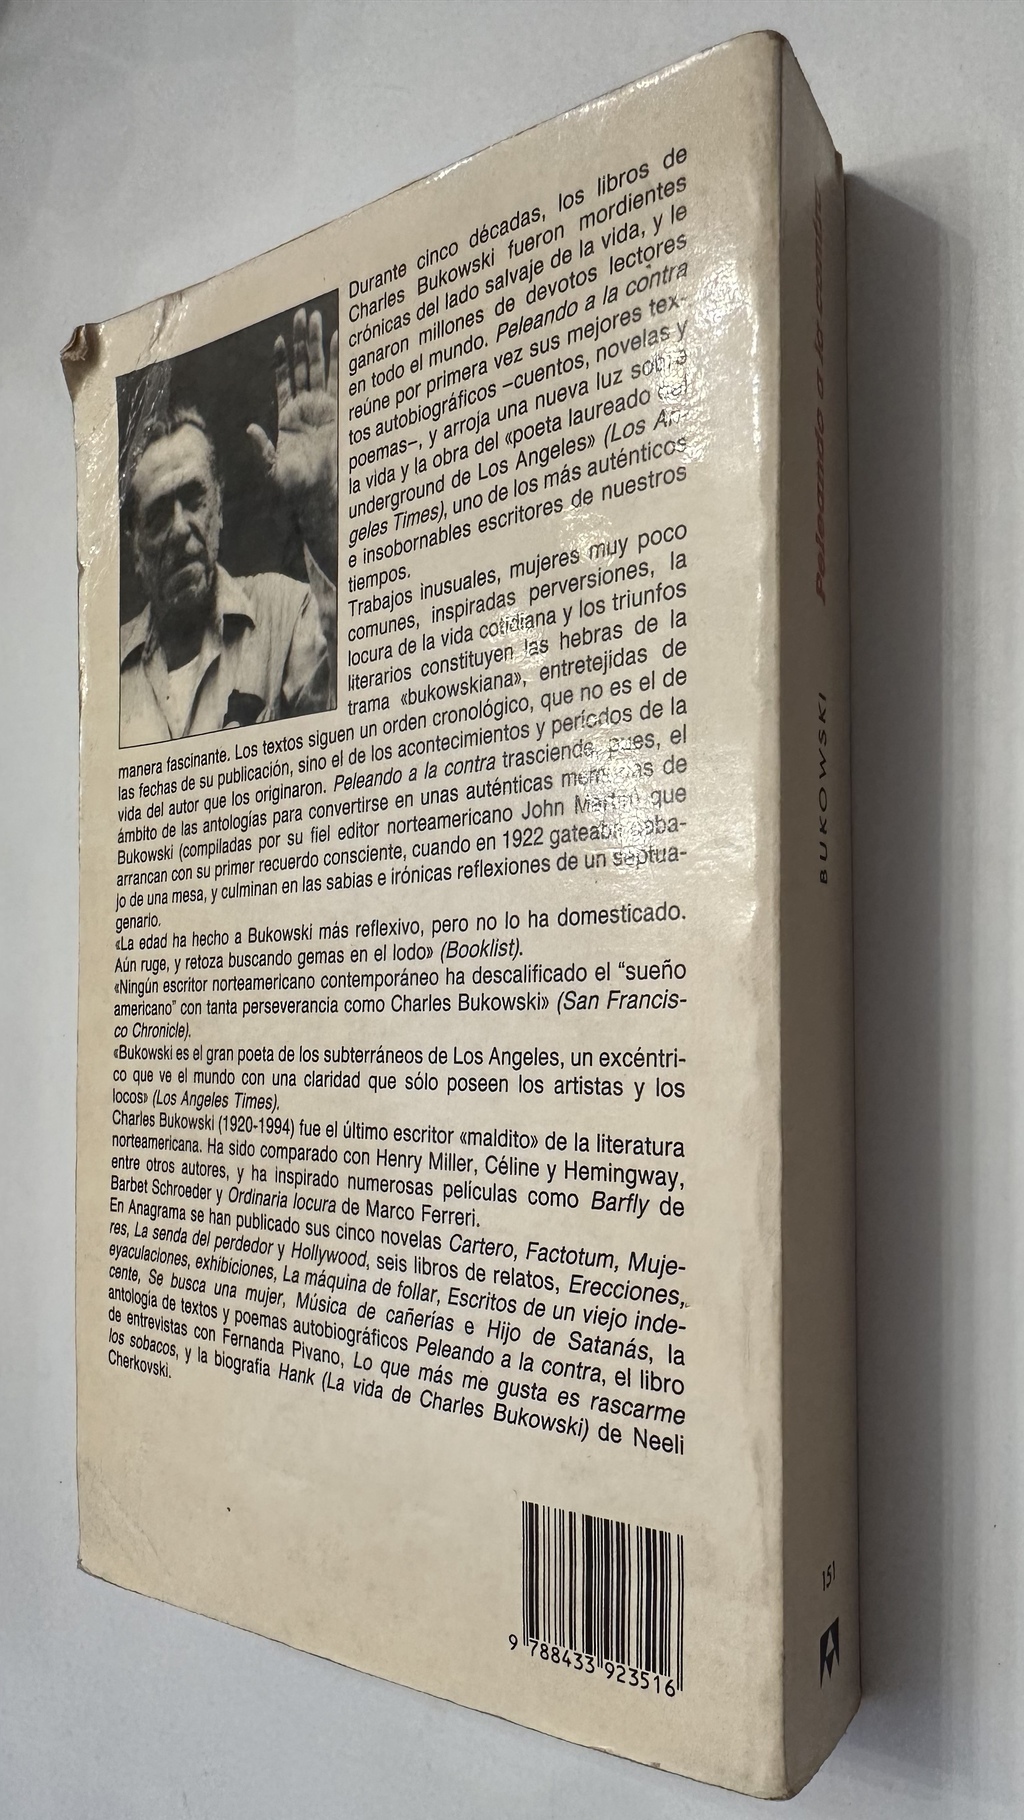 Durante cinco décadas, los libros de
Charles Bukowski fueron mordientes
crónicas del lado salvaje de la vida, y le
ganaron millones de devotos lectores
en todo el mundo. Peleando a la contra
reúne por primera vez sus mejores tex-
tos autobiográficos –cuentos, novelas y
poemas–, y arroja una nueva luz sobre
la vida y la obra del «poeta laureado del
underground de Los Angeles» (Los An-
geles Times), uno de los más auténticos
e insobornables escritores de nuestros
tiempos.
Trabajos inusuales, mujeres muy poco
comunes, inspiradas perversiones, la
locura de la vida cotidiana y los triunfos
literarios constituyen las hebras de la
trama «bukowskiana», entretejidas de
manera fascinante. Los textos siguen un orden cronológico, que no es el de
las fechas de su publicación, sino el de los acontecimientos y períodos de la
vida del autor que los originaron. Peleando a la contra trasciende, pues, el
ámbito de las antologías para convertirse en unas auténticas memorias de
Bukowski (compiladas por su fiel editor norteamericano John Martin) que
arrancan con su primer recuerdo consciente, cuando en 1922 gateaba deba-
jo de una mesa, y culminan en las sabias e irónicas reflexiones de un septua-
genario.
«La edad ha hecho a Bukowski más reflexivo, pero no lo ha domesticado.
Aún ruge, y retoza buscando gemas en el lodo» (Booklist).
«Ningún escritor norteamericano contemporáneo ha descalificado el “sueño
americano” con tanta perseverancia como Charles Bukowski» (San Francis-
co Chronicle).
«Bukowski es el gran poeta de los subterráneos de Los Angeles, un excéntri-
co que ve el mundo con una claridad que sólo poseen los artistas y los
locos» (Los Angeles Times).
Charles Bukowski (1920-1994) fue el último escritor «maldito» de la literatura
norteamericana. Ha sido comparado con Henry Miller, Céline y Hemingway,
entre otros autores, y ha inspirado numerosas películas como Barfly de
Barbet Schroeder y Ordinaria locura de Marco Ferreri.
En Anagrama se han publicado sus cinco novelas Cartero, Factotum, Muje-
res, La senda del perdedor y Hollywood, seis libros de relatos, Erecciones,
eyaculaciones, exhibiciones, La máquina de follar, Escritos de un viejo inde-
cente, Se busca una mujer, Música de cañerías e Hijo de Satanás, la
antología de textos y poemas autobiográficos Peleando a la contra, el libro
de entrevistas con Fernanda Pivano, Lo que más me gusta es rascarme
los sobacos, y la biografía Hank (La vida de Charles Bukowski) de Neeli
Cherkovski.
9 788433 923516
Peleando a la contra
BUKOWSKI
151